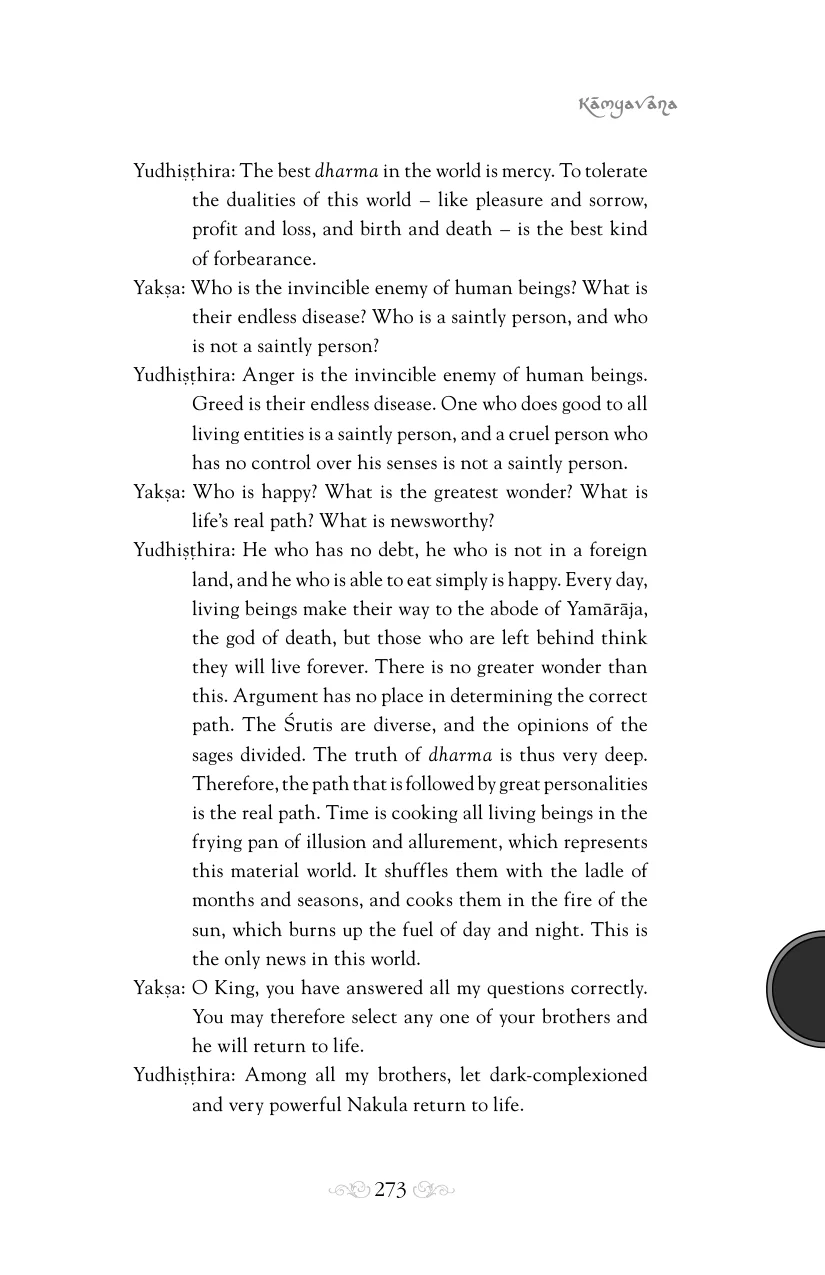 Kāmyavāṇa
Yudhiṣṭhira: The best dharma in the world is mercy. To tolerate
the dualities of this world – like pleasure and sorrow,
profit and loss, and birth and death – is the best kind
of forbearance.
Yakṣa: Who is the invincible enemy of human beings? What is
their endless disease? Who is a saintly person, and who
is not a saintly person?
Yudhiṣṭhira: Anger is the invincible enemy of human beings.
Greed is their endless disease. One who does good to all
living entities is a saintly person, and a cruel person who
has no control over his senses is not a saintly person.
Yakṣa: Who is happy? What is the greatest wonder? What is
life’s real path? What is newsworthy?
Yudhiṣṭhira: He who has no debt, he who is not in a foreign
land, and he who is able to eat simply is happy. Every day,
living beings make their way to the abode of Yamārāja,
the god of death, but those who are left behind think
they will live forever. There is no greater wonder than
this. Argument has no place in determining the correct
path. The Śrutis are diverse, and the opinions of the
sages divided. The truth of dharma is thus very deep.
Therefore, the path that is followed by great personalities
is the real path. Time is cooking all living beings in the
frying pan of illusion and allurement, which represents
this material world. It shuffles them with the ladle of
months and seasons, and cooks them in the fire of the
sun, which burns up the fuel of day and night. This is
the only news in this world.
Yakṣa: O King, you have answered all my questions correctly.
You may therefore select any one of your brothers and
he will return to life.
Yudhiṣṭhira: Among all my brothers, let dark-complexioned
and very powerful Nakula return to life.
273